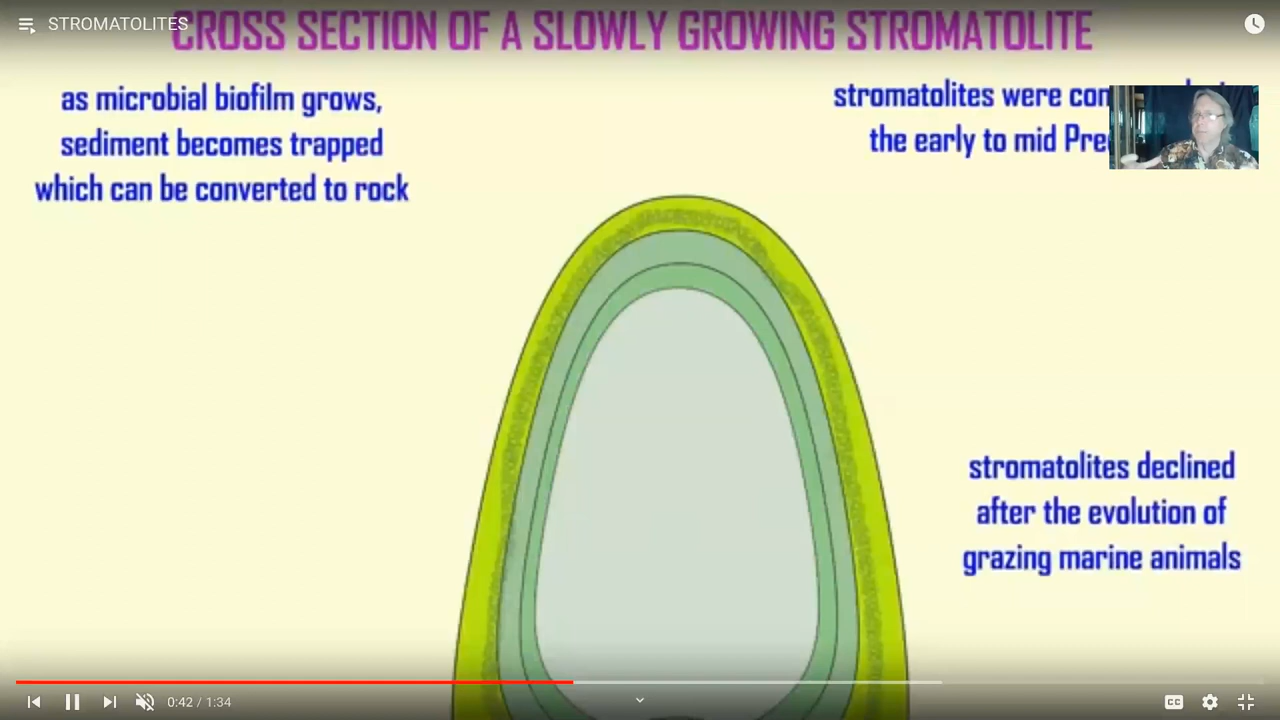 STROMATOLITES
CROSS SECTION OF A SLOWLY GROWING STROMATOLITE
as microbial biofilm grows,
sediment becomes trapped
which can be converted to rock
stromatolites were
the early to mid
stromatolites declined
after the evolution of
grazing marine animals
0:42 / 1:34
CC